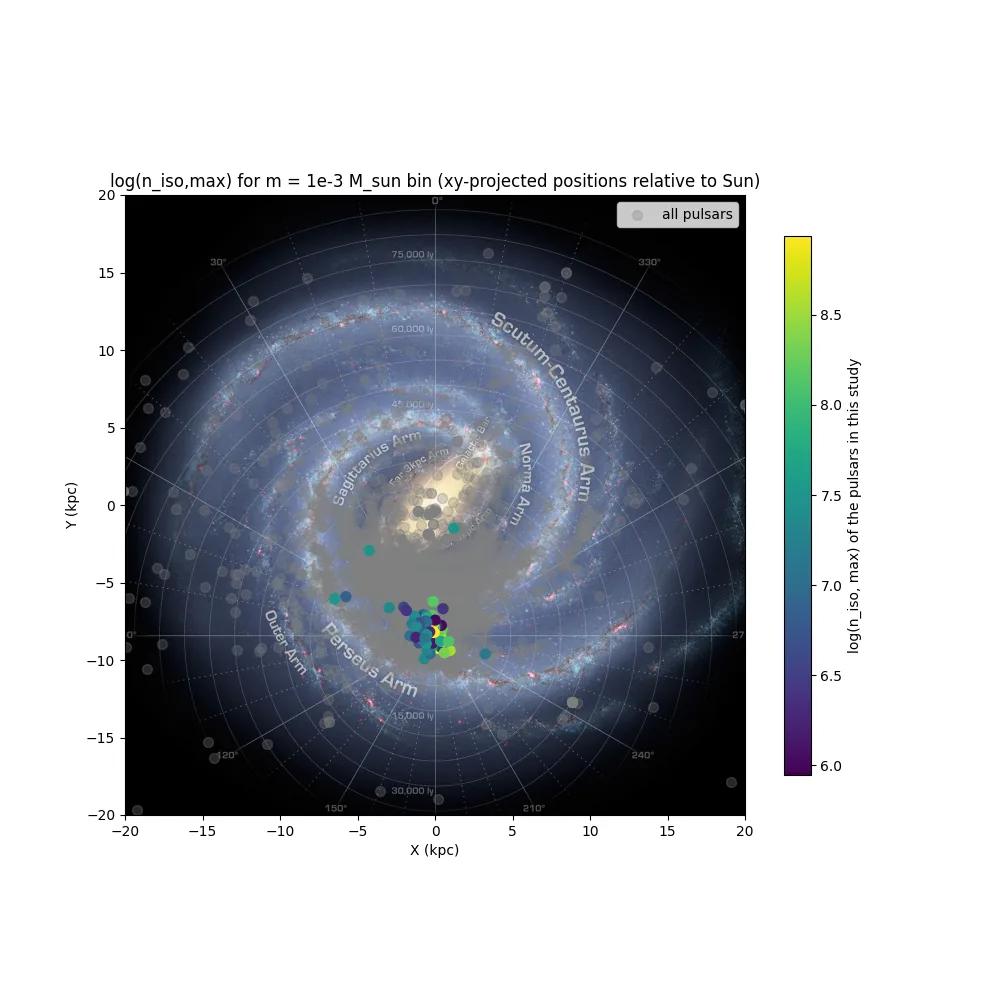 log(n_iso,max) for m = 1e-3 M_sun bin (xy-projected positions relative to Sun)
all pulsars
Y (kpc)
20
15
10
5
0
−5
−10
−15
−20
−20
−15
−10
−5
0
5
10
15
20
X (kpc)
0°
30°
330°
75,000 ly
60,000 ly
45,000 ly
Scutum-Centaurus Arm
Sagittarius Arm
Far 3kpc Arm
Norma Arm
Outer Arm
Perseus Arm
0°
27
15,000 ly
30,000 ly
120°
150°
210°
240°
8.5
8.0
7.5
7.0
6.5
6.0
log(n_iso, max) of the pulsars in this study